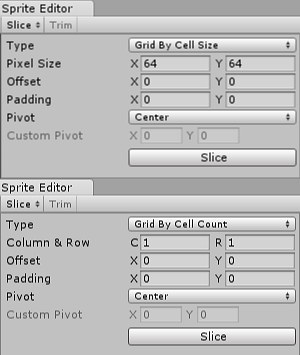 Sprite Editor
Slice Trim
Type Grid By Cell Size
Pixel Size X 64 Y 64
Offset X 0 Y 0
Padding X 0 Y 0
Pivot Center
Custom Pivot X 0 Y 0
Slice
Sprite Editor
Slice Trim
Type Grid By Cell Count
Column & Row C 1 R 1
Offset X 0 Y 0
Padding X 0 Y 0
Pivot Center
Custom Pivot X 0 Y 0
Slice